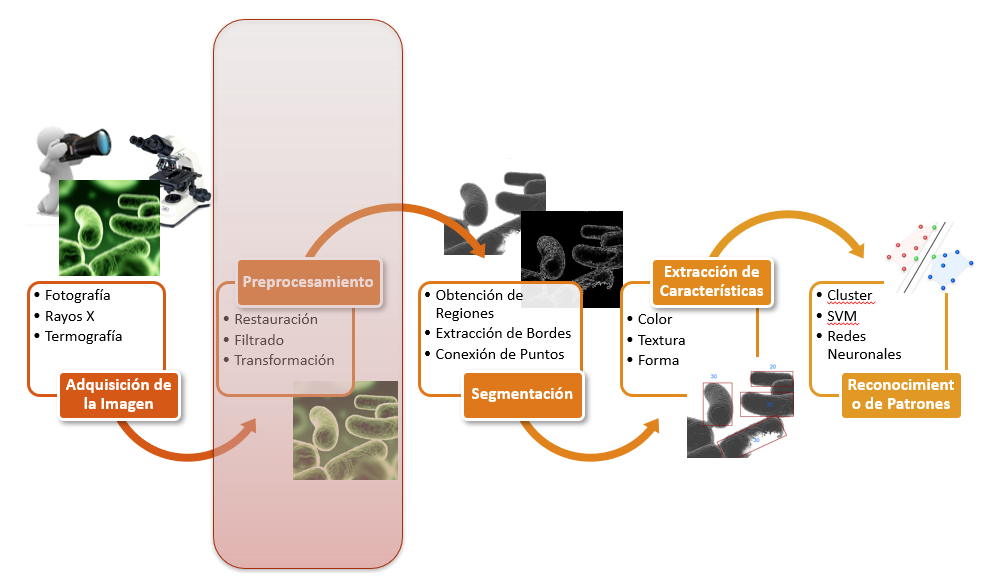 • Fotografía
• Rayos X
• Termografía
Adquisición de
la Imagen
Preprocesamiento
• Restauración
• Filtrado
• Transformación
• Obtención de
Regiones
• Extracción de Bordes
• Conexión de Puntos
Segmentación
Extracción de
Características
• Color
• Textura
• Forma
30
20
30
• Cluster
• SVM
• Redes
Neuronales
Reconocimient
o de Patrones